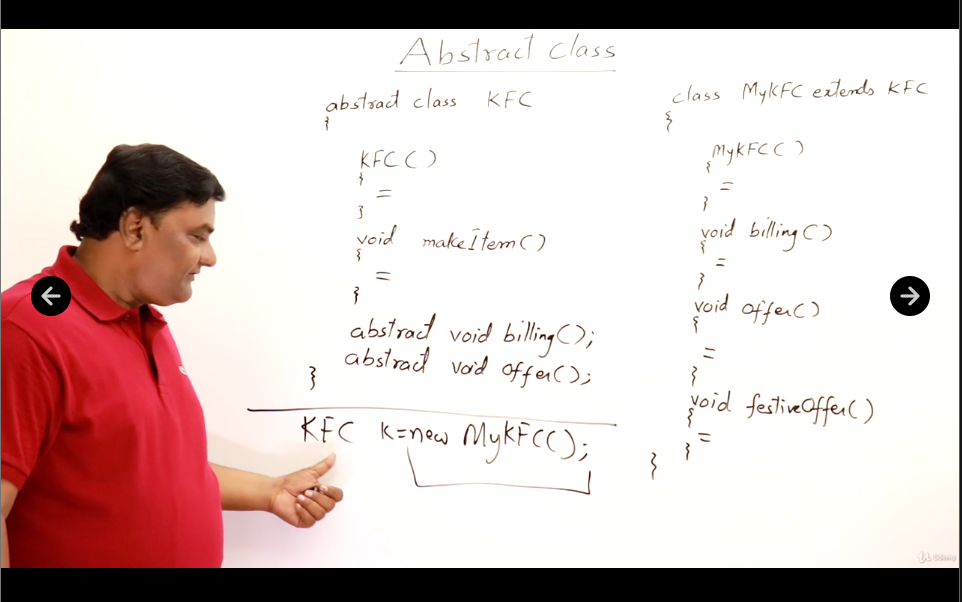 Abstract class
abstract class KFC
{
KFC()
{
=
}
void makeItem()
{
=
}
abstract void billing();
abstract void offer();
}
KFC k=new MyKFC();
class MyKFC extends KFC
{
MyKFC()
{
=
}
void billing()
{
=
}
void offer()
{
=
}
void festiveOffer()
{
=
}
}
Udemy